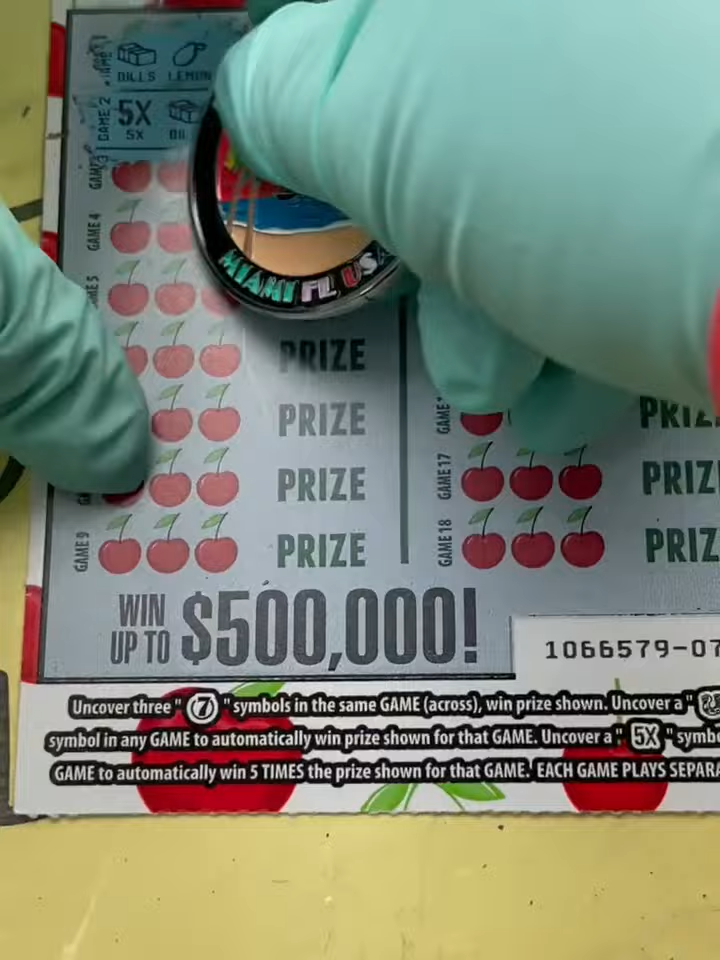 GAME 1
BILLS LEMON
GAME 2 5X
5X
GAME 3
GAME 4
GAME 5
PRIZE
PRIZE
PRIZE
GAME 9 PRIZE
MIAMI FL USA
GAME
GAME 17
GAME 18
WIN
UP TO $500,000!
1066579-07
Uncover three "7" symbols in the same GAME (across), win prize shown. Uncover a "
symbol in any GAME to automatically win prize shown for that GAME. Uncover a "5X"
GAME to automatically win 5 TIMES the prize shown for that GAME. EACH GAME PLAYS